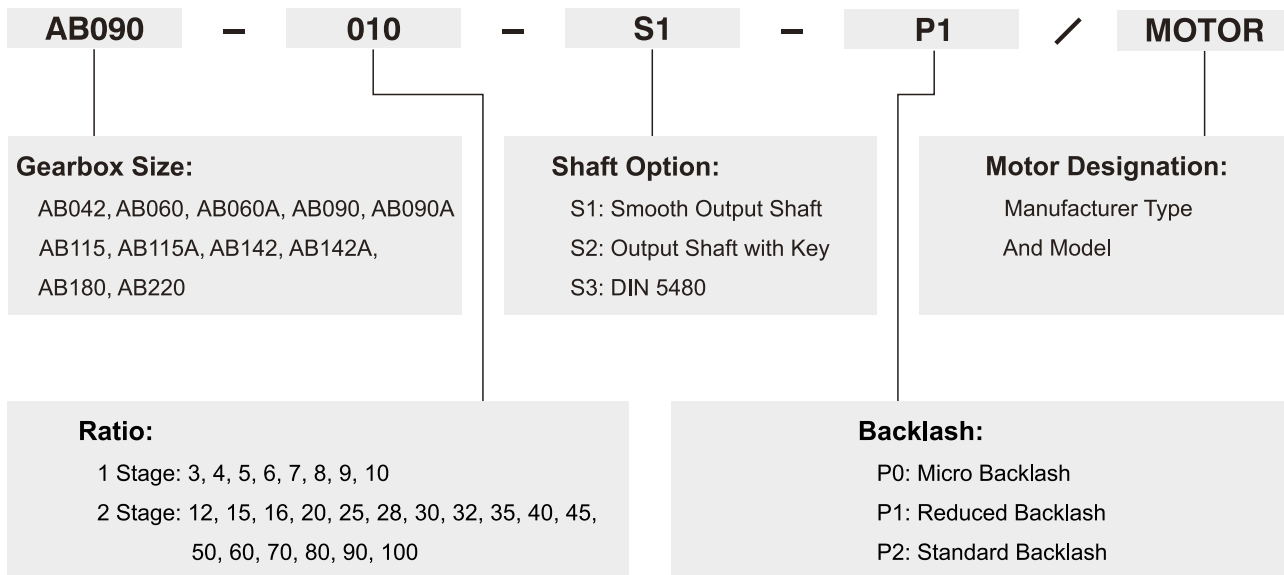 AB090 – 010 – S1 – P1 / MOTOR
Gearbox Size:
AB042, AB060, AB060A, AB090, AB090A
AB115, AB115A, AB142, AB142A,
AB180, AB220
Shaft Option:
S1: Smooth Output Shaft
S2: Output Shaft with Key
S3: DIN 5480
Motor Designation:
Manufacturer Type
And Model
Ratio:
1 Stage: 3, 4, 5, 6, 7, 8, 9, 10
2 Stage: 12, 15, 16, 20, 25, 28, 30, 32, 35, 40, 45,
50, 60, 70, 80, 90, 100
Backlash:
P0: Micro Backlash
P1: Reduced Backlash
P2: Standard Backlash